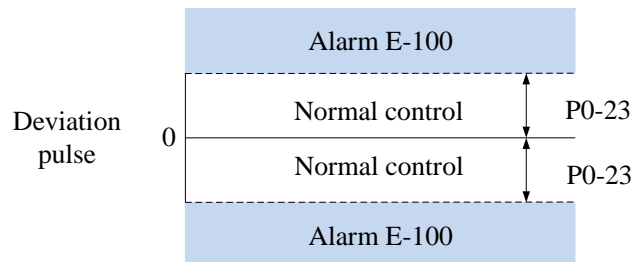 Alarm E-100
Normal control
P0-23
Deviation
pulse
0
Normal control
P0-23
Alarm E-100